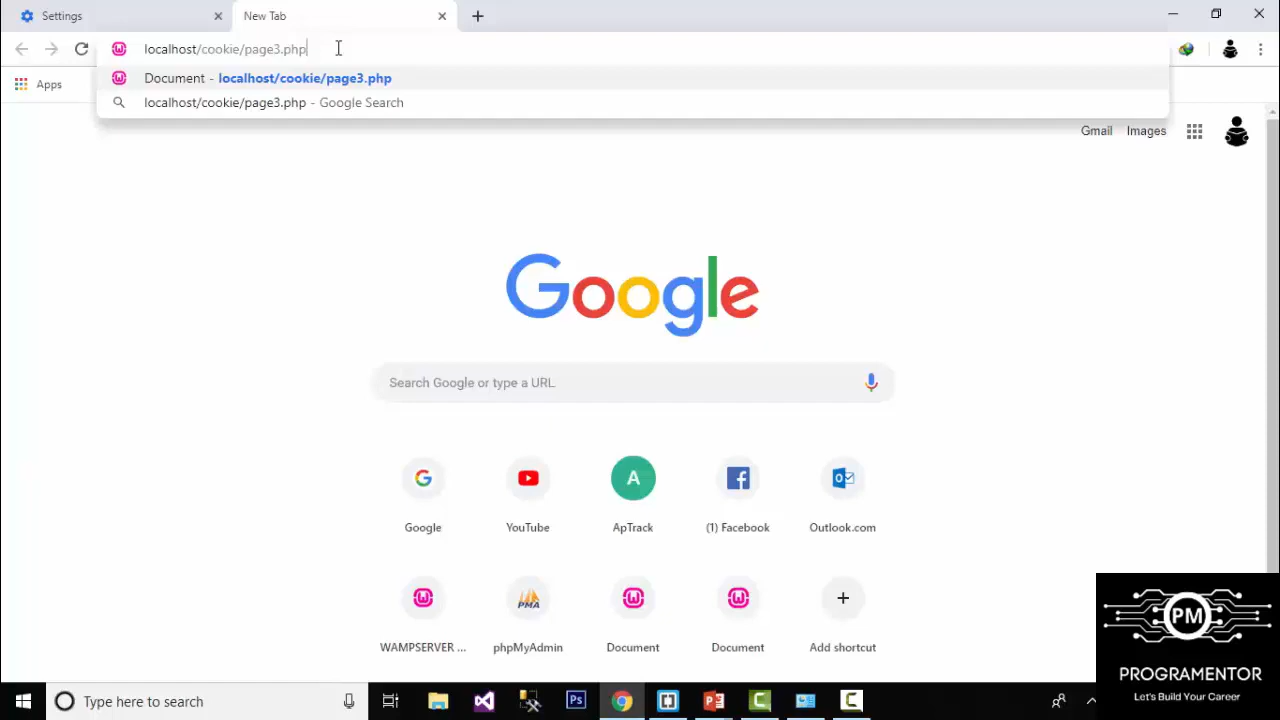 Settings
New Tab
localhost/cookie/page3.php
Document - localhost/cookie/page3.php
localhost/cookie/page3.php - Google Search
Apps
Gmail Images
Google
Search Google or type a URL
A
Google YouTube ApTrack (1) Facebook Outlook.com
PMA
WAMPSERVER ... phpMyAdmin Document Document Add shortcut
PM
PROGRAMENTOR
Let's Build Your Career
Type here to search
Ps